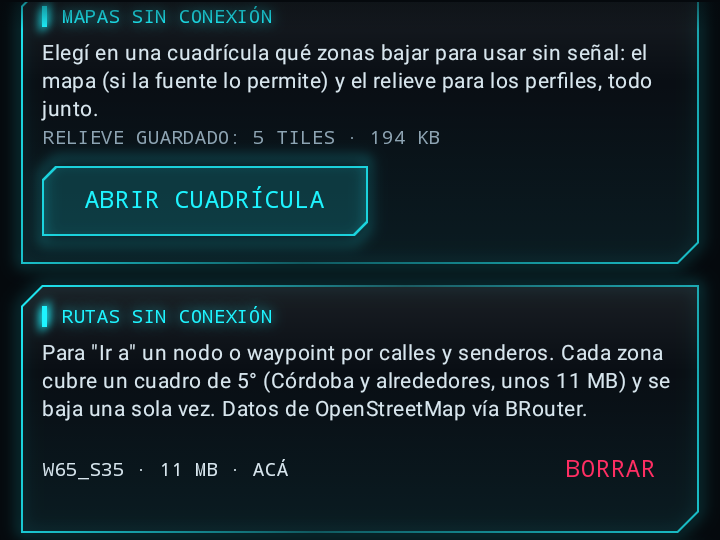 MAPAS SIN CONEXIÓN
Elegí en una cuadrícula qué zonas bajar para usar sin señal: el
mapa (si la fuente lo permite) y el relieve para los perfiles, todo
junto.
RELIEVE GUARDADO: 5 TILES · 194 KB
ABRIR CUADRÍCULA
RUTAS SIN CONEXIÓN
Para "Ir a" un nodo o waypoint por calles y senderos. Cada zona
cubre un cuadro de 5° (Córdoba y alrededores, unos 11 MB) y se
baja una sola vez. Datos de OpenStreetMap vía BRouter.
W65_S35 · 11 MB · ACÁ
BORRAR